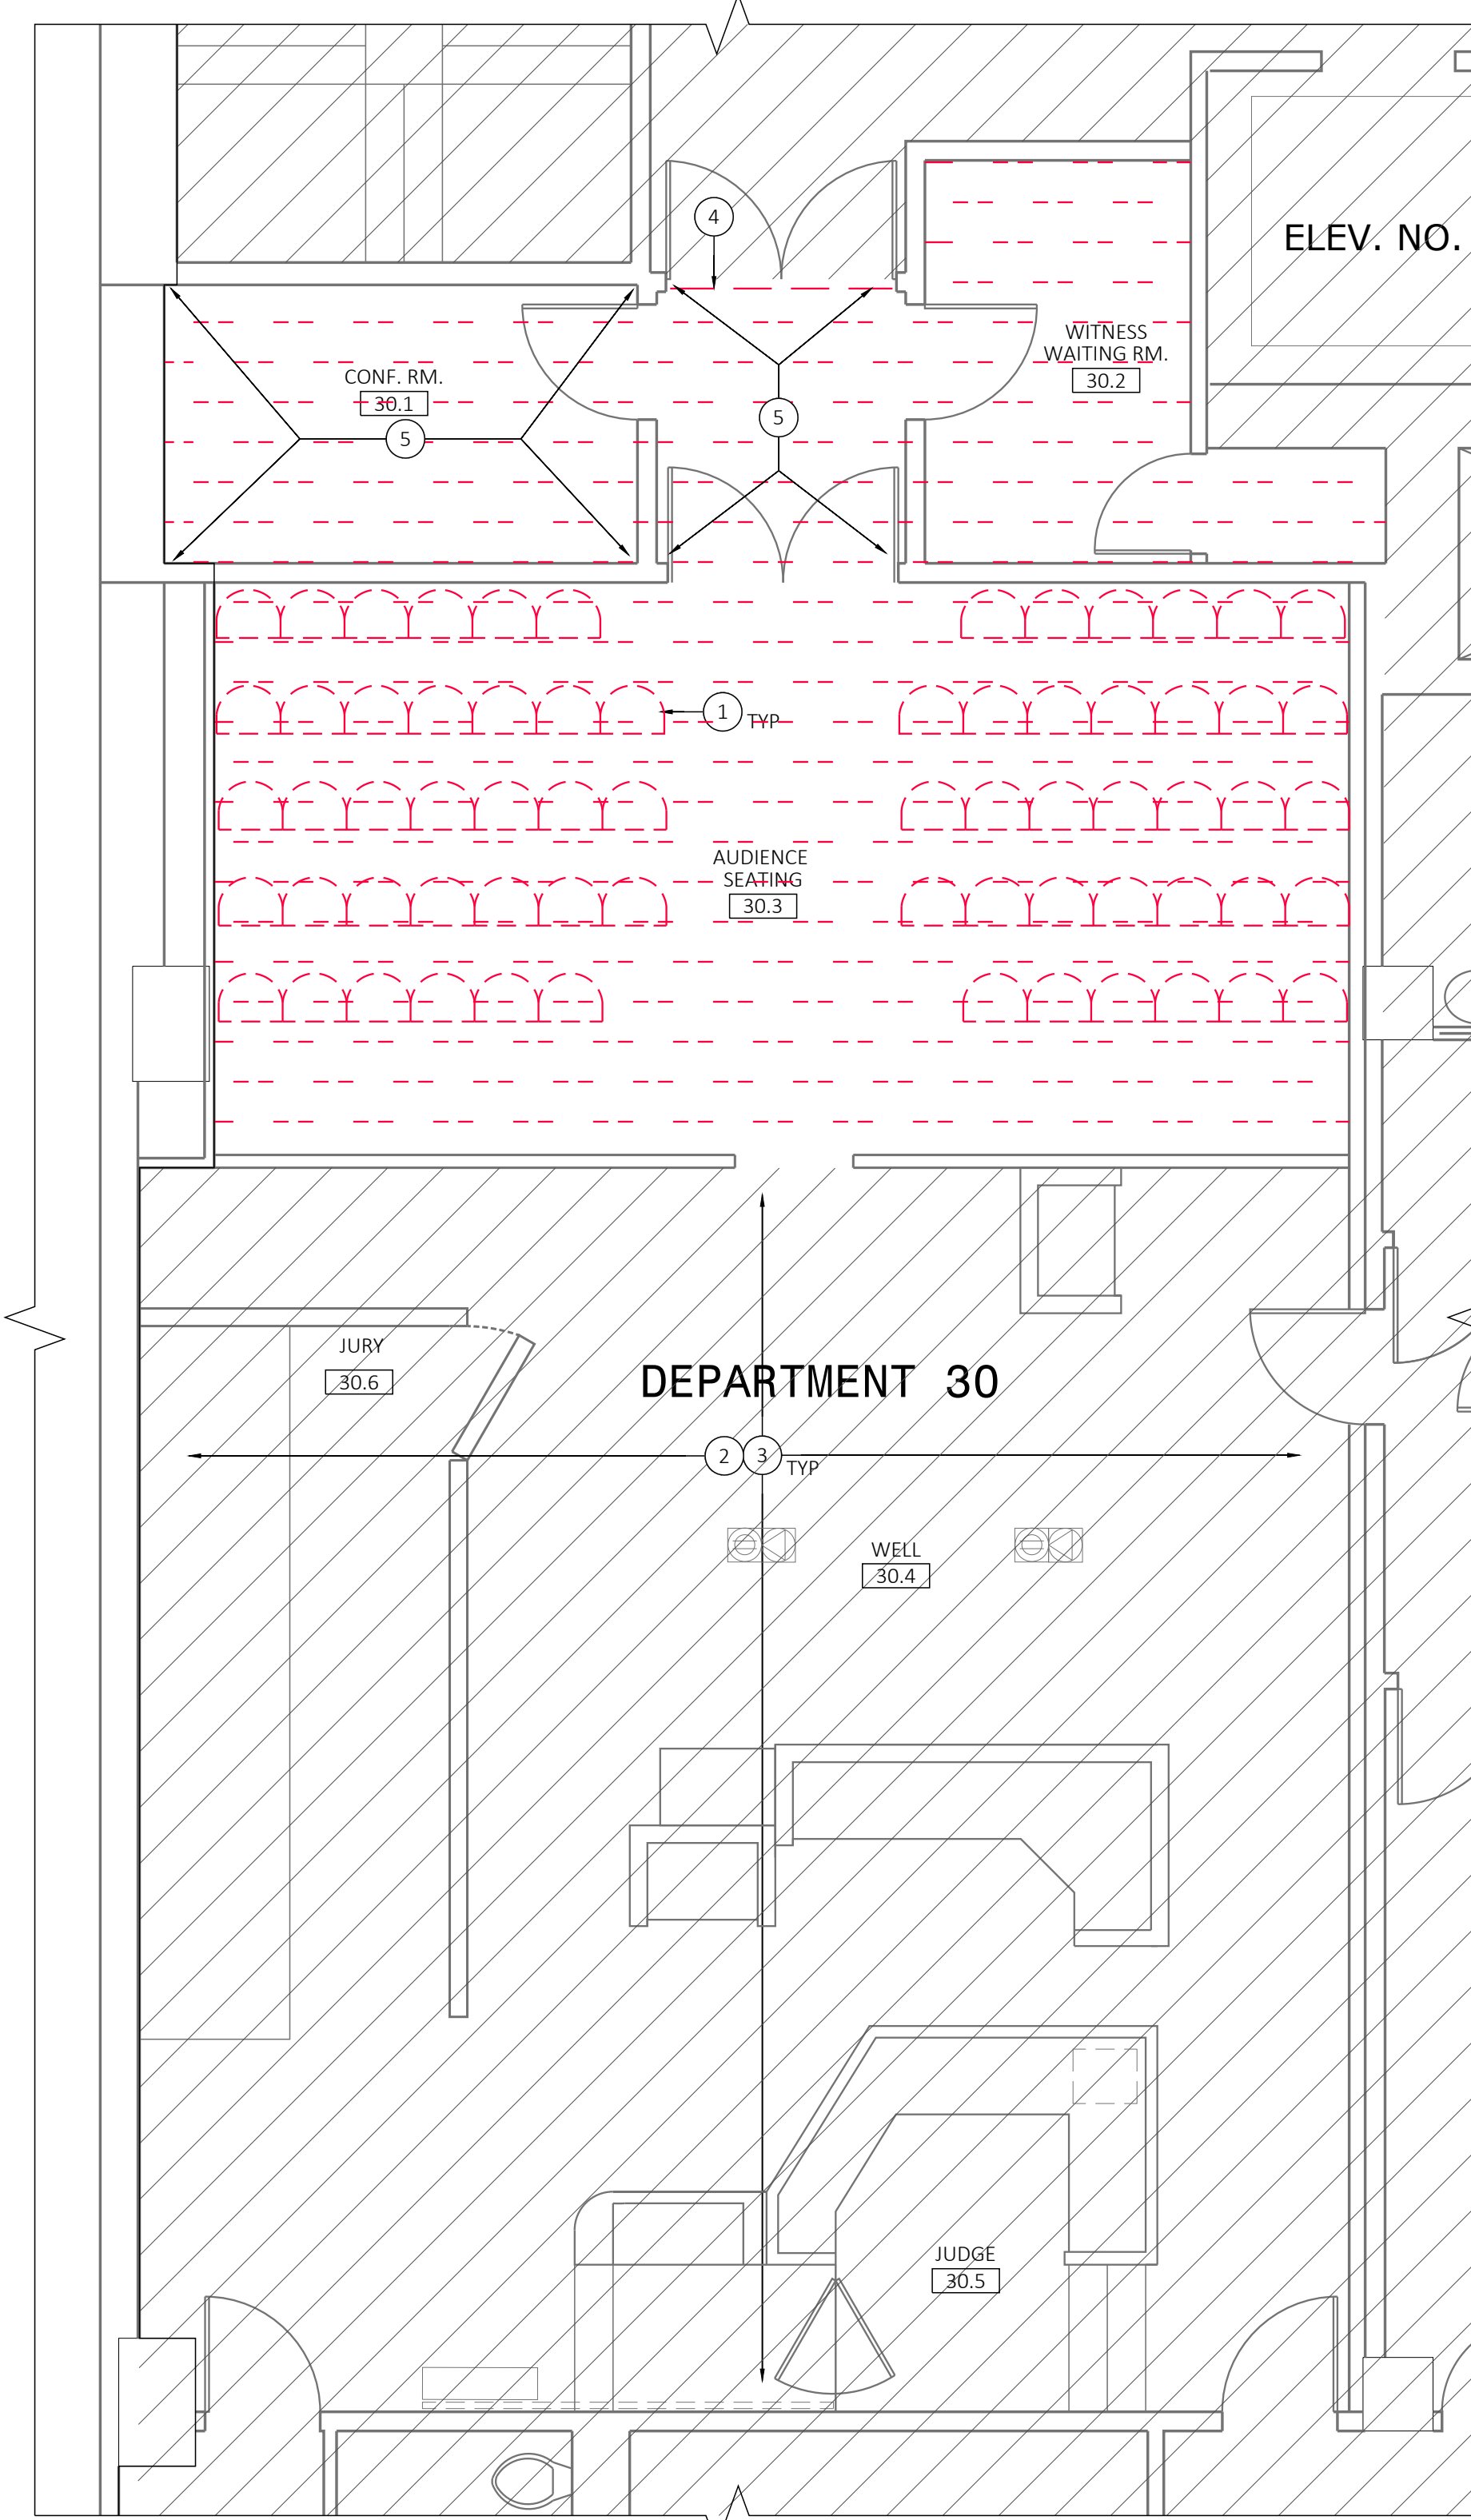 4
ELEV. NO.
WITNESS
WAITING RM.
30.2
CONF. RM.
30.1
5
5
1
TYP
AUDIENCE
SEATING
30.3
JURY
30.6
DEPARTMENT 30
2
3
TYP
WELL
30.4
JUDGE
30.5